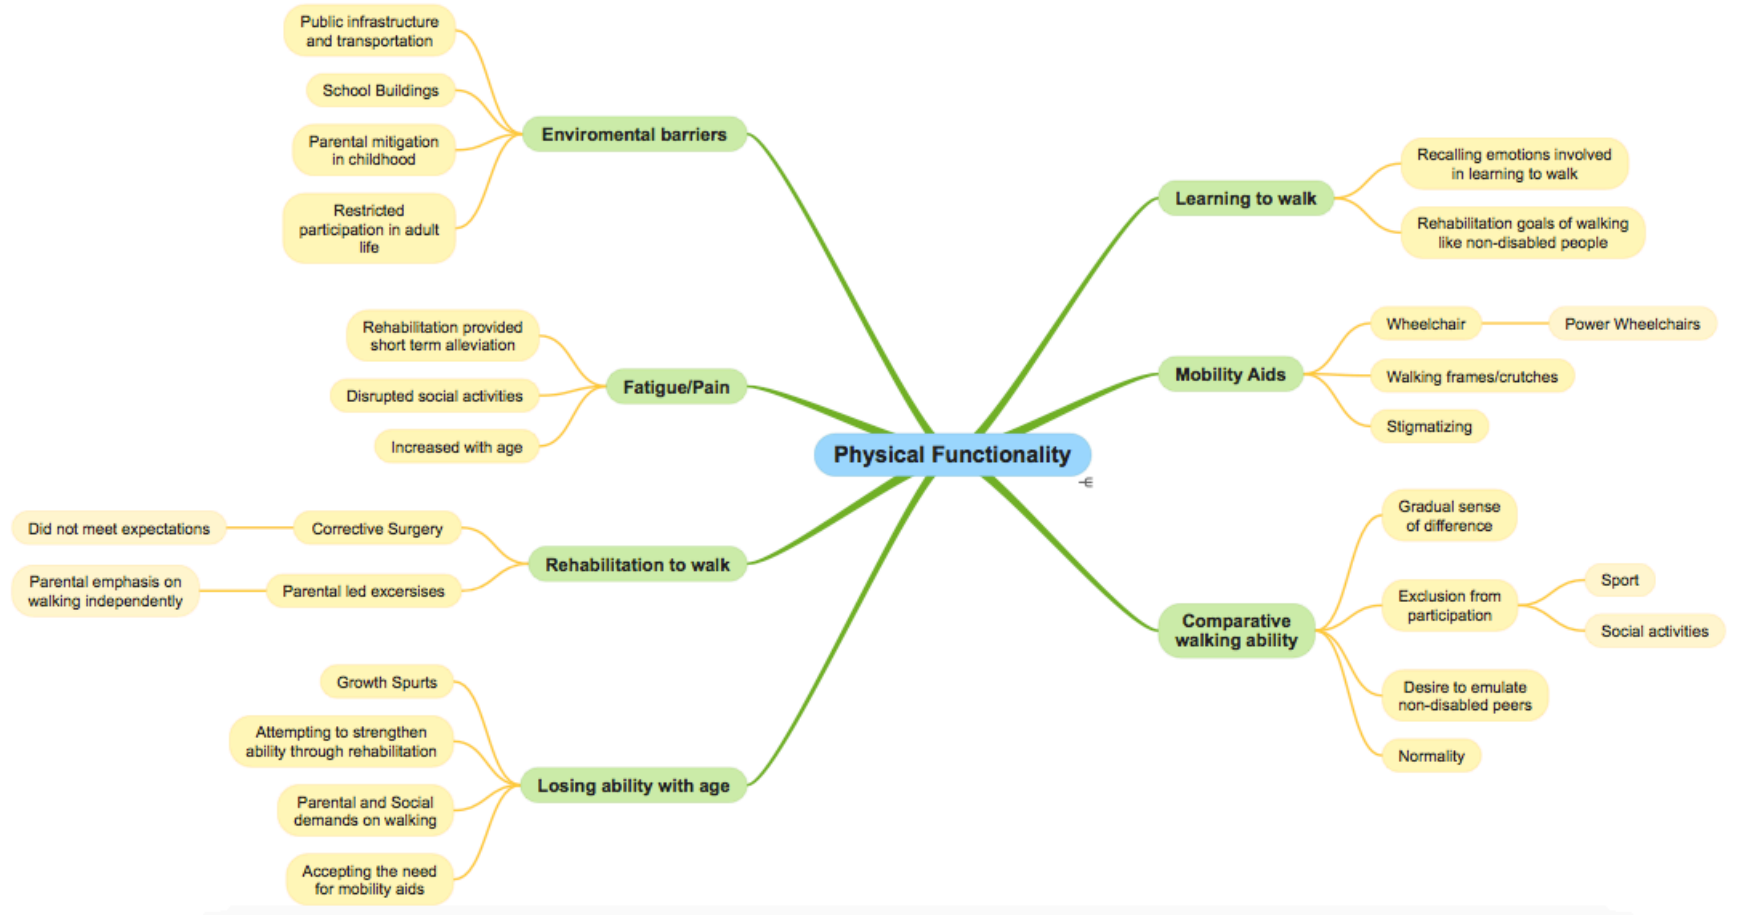 Physical Functionality
Enviromental barriers
Public infrastructure
and transportation
School Buildings
Parental mitigation
in childhood
Restricted
participation in adult
life
Fatigue/Pain
Rehabilitation provided
short term alleviation
Disrupted social activities
Increased with age
Rehabilitation to walk
Corrective Surgery
Did not meet expectations
Parental led excersises
Parental emphasis on
walking independently
Losing ability with age
Growth Spurts
Attempting to strengthen
ability through rehabilitation
Parental and Social
demands on walking
Accepting the need
for mobility aids
Learning to walk
Recalling emotions involved
in learning to walk
Rehabilitation goals of walking
like non-disabled people
Mobility Aids
Wheelchair
Power Wheelchairs
Walking frames/crutches
Stigmatizing
Comparative
walking ability
Gradual sense
of difference
Exclusion from
participation
Sport
Social activities
Desire to emulate
non-disabled peers
Normality